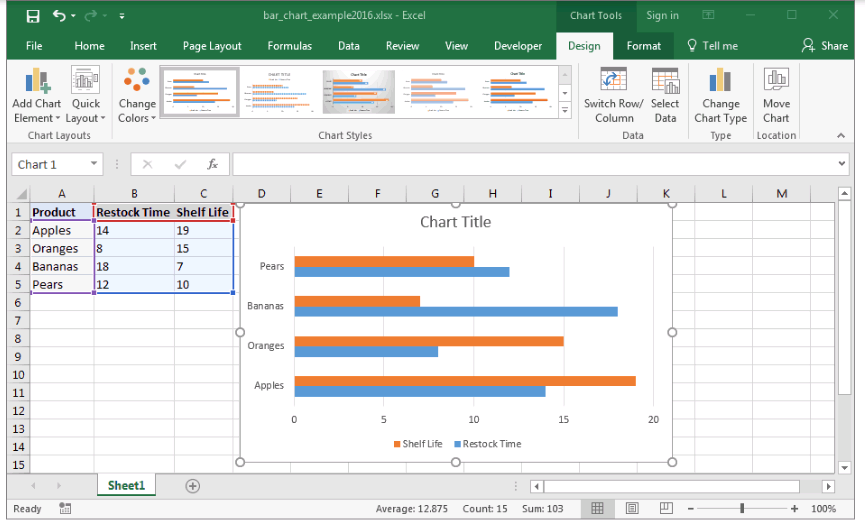 bar_chart_example2016.xlsx - Excel
Chart Tools
Sign in
File Home Insert Page Layout Formulas Data Review View Developer Design Format Tell me Share
Add Chart Element
Quick Layout
Change Colors
Switch Row/ Column
Select Data
Change Chart Type
Move Chart
Chart Layouts
Chart Styles
Data
Type
Location
Chart 1
fx
A B C D E F G H I J K L M
1 Product Restock Time Shelf Life
2 Apples 14 19
3 Oranges 8 15
4 Bananas 18 7
5 Pears 12 10
6
7
8
9
10
11
12
13
14
15
Chart Title
Pears
Bananas
Oranges
Apples
0 5 10 15 20
Shelf Life Restock Time
Sheet1
Ready
Average: 12.875 Count: 15 Sum: 103
100%